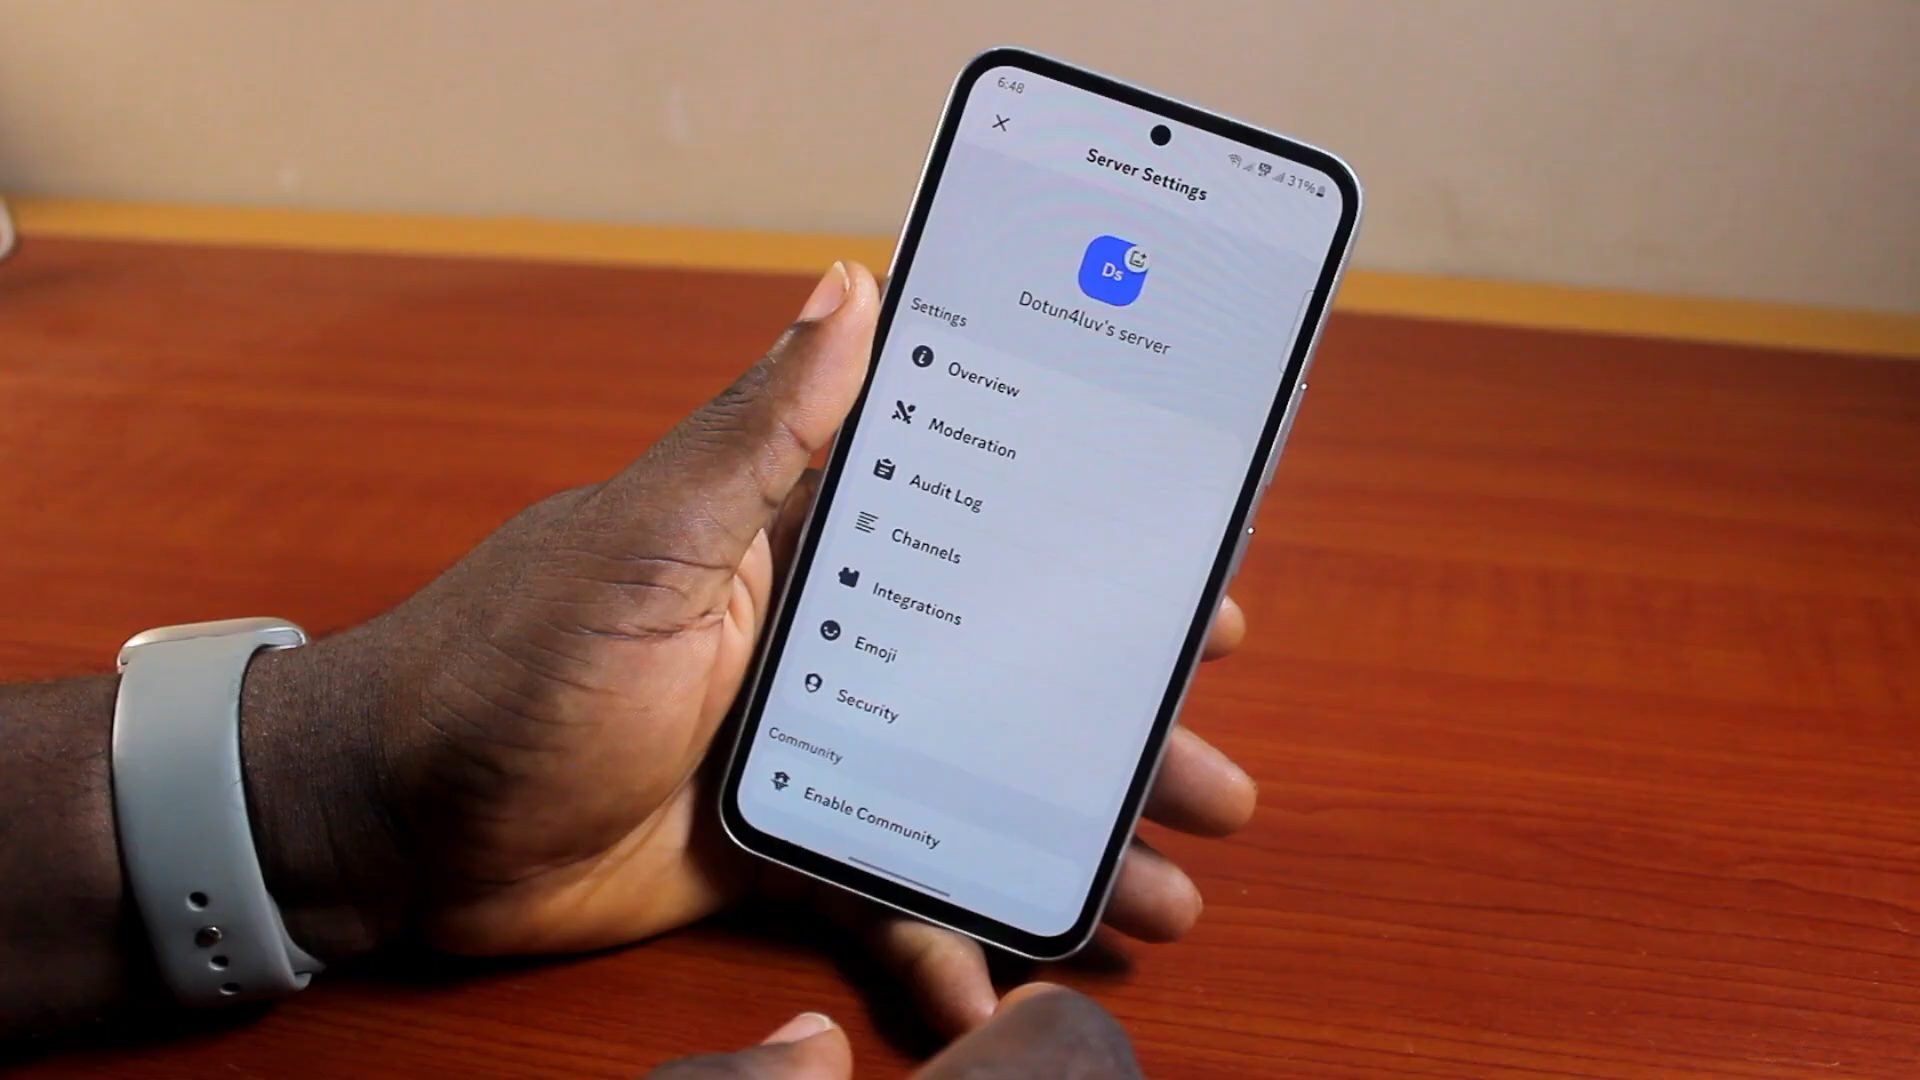 6:48
31%
Server Settings
Ds
Dotun4luv's server
Settings
Overview
Moderation
Audit Log
Channels
Integrations
Emoji
Security
Community
Enable Community